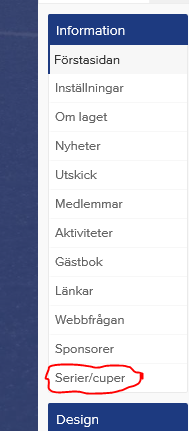 Information
Förstasidan
Inställningar
Om laget
Nyheter
Utskick
Medlemmar
Aktiviteter
Gästbok
Länkar
Webbfrågan
Sponsorer
Serier/cuper
Design